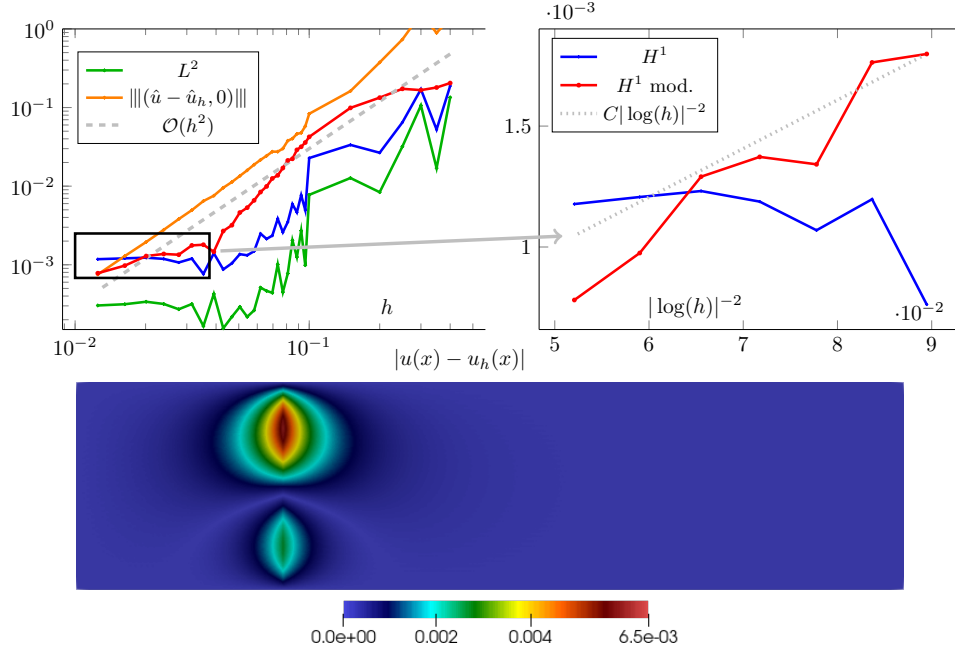 10^0
10^{-1}
10^{-2}
10^{-3}
L^2
||||(û − û_h, 0)||||
O(h^2)
h
10^{-2}
10^{-1}
·10^{-3}
1.5
1
H^1
H^1 mod.
C| log(h)|^{-2}
| log(h)|^{-2}
·10^{-2}
5
6
7
8
9
|u(x) − u_h(x)|
0.0e+00
0.002
0.004
6.5e-03